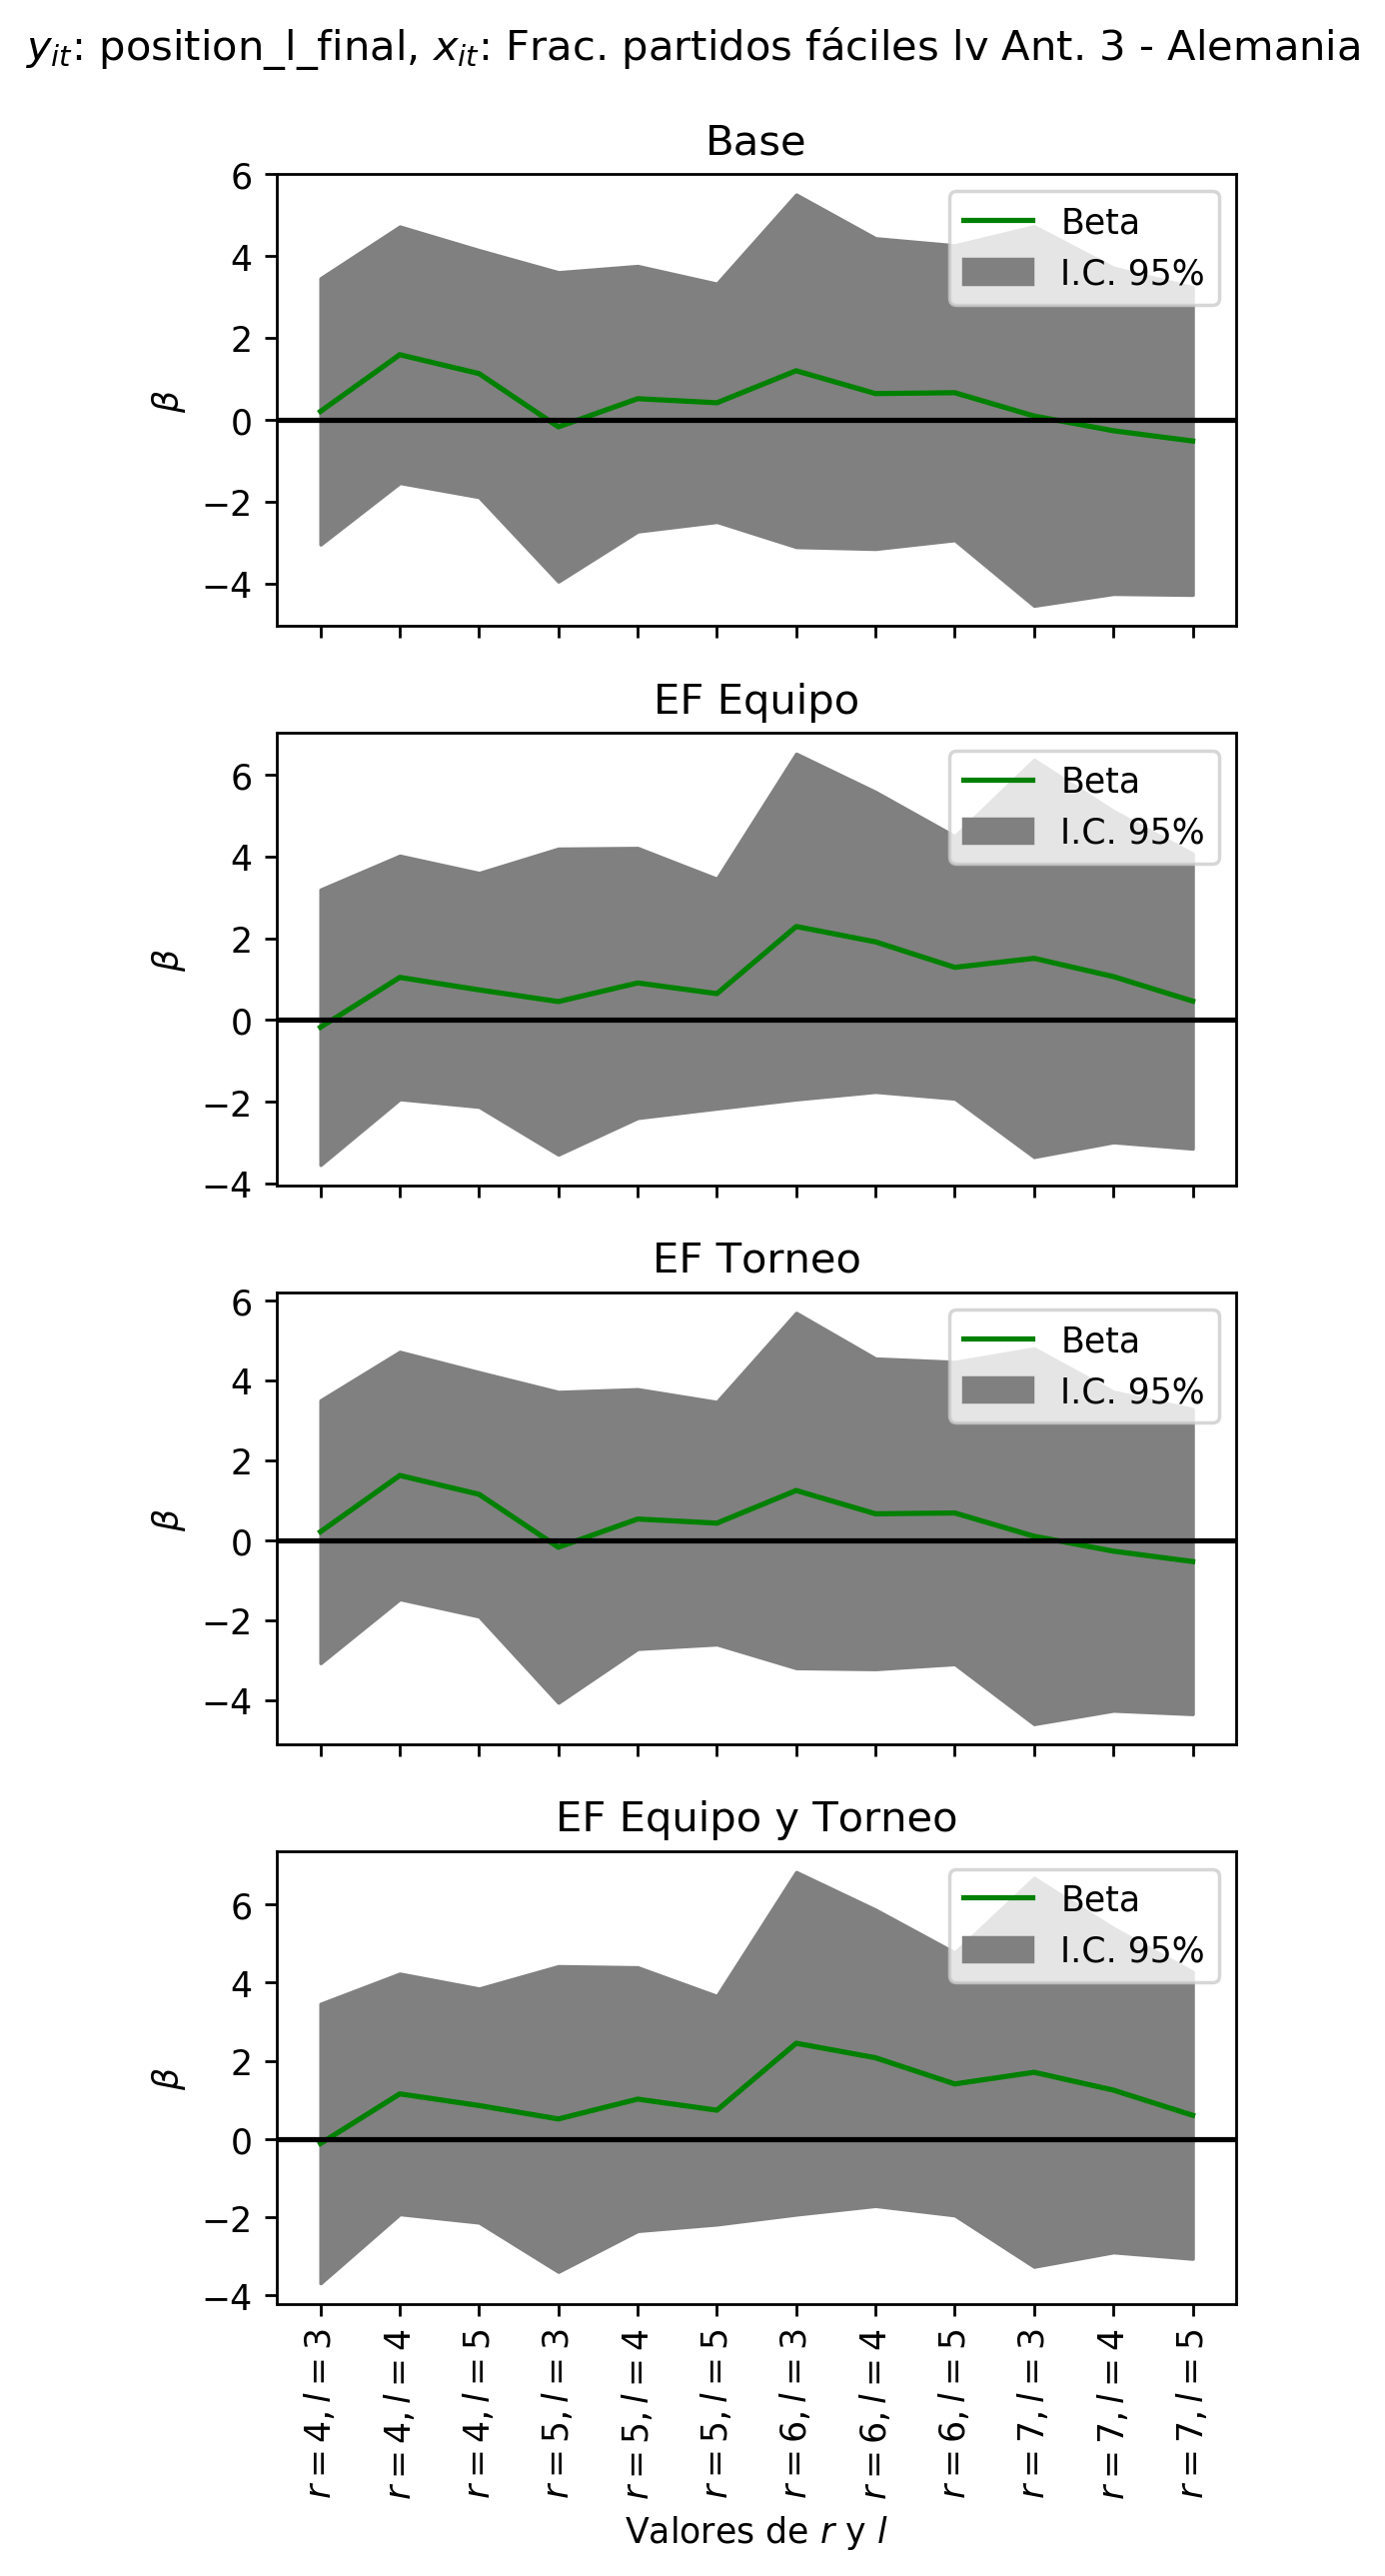 y_it: position_l_final, x_it: Frac. partidos fáciles lv Ant. 3 - Alemania
Base
6
4
2
0
−2
−4
β
Beta
I.C. 95%
EF Equipo
6
4
2
0
−2
−4
β
Beta
I.C. 95%
EF Torneo
6
4
2
0
−2
−4
β
Beta
I.C. 95%
EF Equipo y Torneo
6
4
2
0
−2
−4
β
Beta
I.C. 95%
r = 4, l = 3
r = 4, l = 4
r = 4, l = 5
r = 5, l = 3
r = 5, l = 4
r = 5, l = 5
r = 6, l = 3
r = 6, l = 4
r = 6, l = 5
r = 7, l = 3
r = 7, l = 4
r = 7, l = 5
Valores de r y l